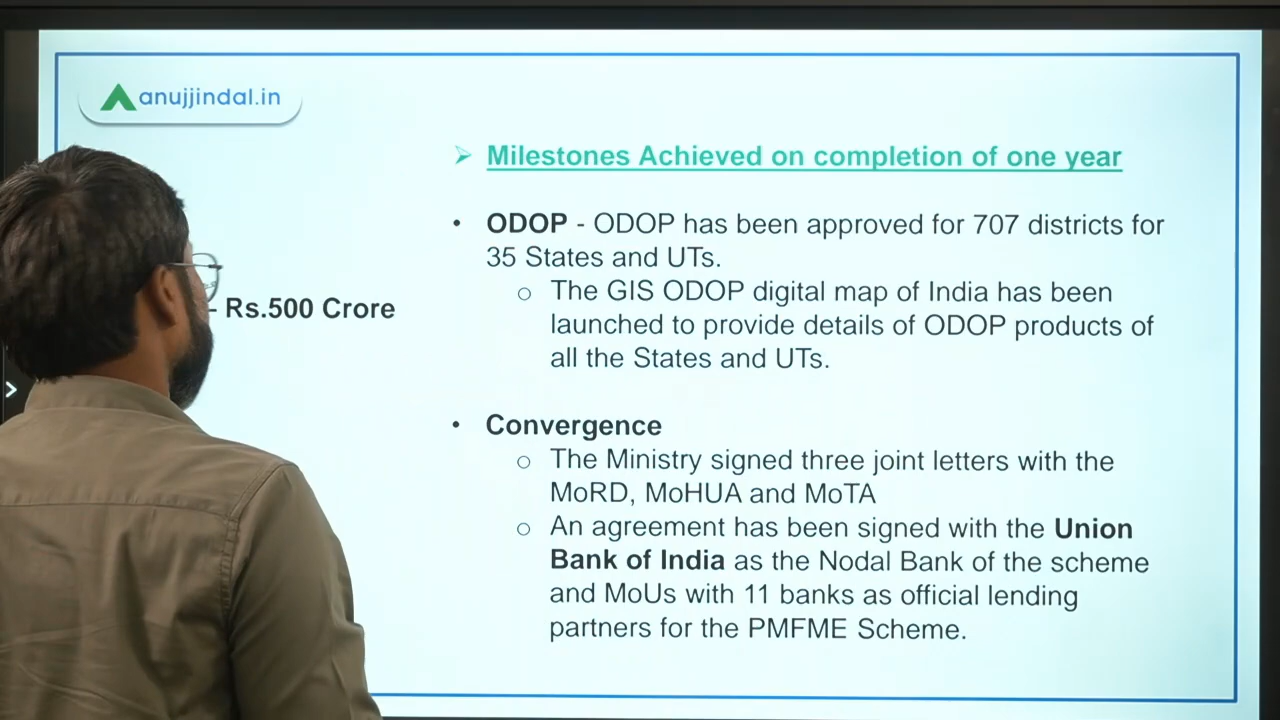 anujjindal.in
Milestones Achieved on completion of one year
• ODOP - ODOP has been approved for 707 districts for
35 States and UTs.
- Rs.500 Crore
o The GIS ODOP digital map of India has been
launched to provide details of ODOP products of
all the States and UTs.
• Convergence
o The Ministry signed three joint letters with the
MoRD, MoHUA and MoTA
o An agreement has been signed with the Union
Bank of India as the Nodal Bank of the scheme
and MoUs with 11 banks as official lending
partners for the PMFME Scheme.